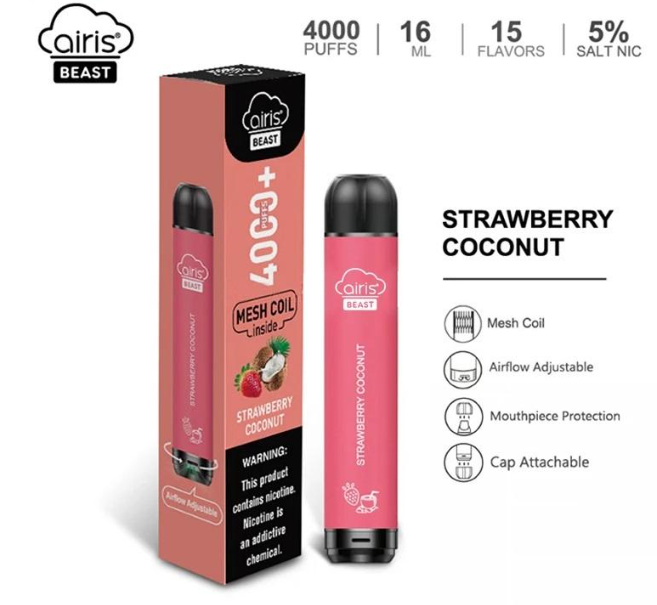 airis®
BEAST
4000
PUFFS
16
ML
15
FLAVORS
5%
SALT NIC
airis®
BEAST
4000+
PUFFS
MESH COIL
inside
STRAWBERRY
COCONUT
WARNING:
This product
contains nicotine.
Nicotine is
an addictive
chemical.
airis®
BEAST
STRAWBERRY COCONUT
Airflow Adjustable
airis®
BEAST
STRAWBERRY COCONUT
STRAWBERRY
COCONUT
Mesh Coil
Airflow Adjustable
Mouthpiece Protection
Cap Attachable